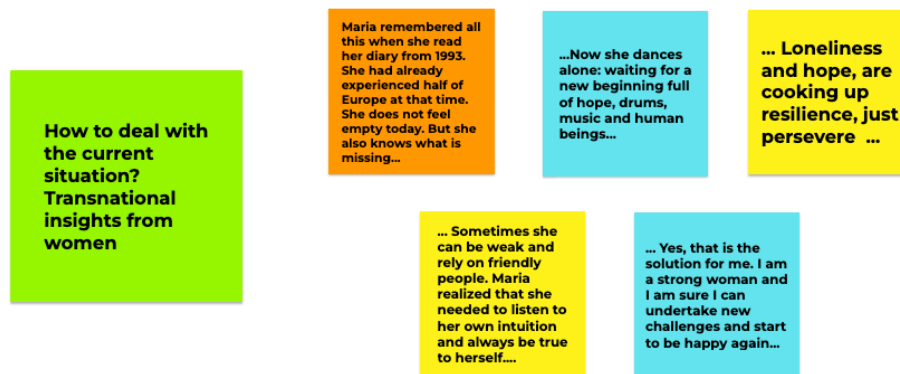 How to deal with
the current
situation?
Transnational
insights from
women
Maria remembered all
this when she read
her diary from 1993.
She had already
experienced half of
Europe at that time.
She does not feel
empty today. But she
also knows what is
missing...
...Now she dances
alone: waiting for a
new beginning full
of hope, drums,
music and human
beings...
... Loneliness
and hope, are
cooking up
resilience, just
persevere ...
... Sometimes she
can be weak and
rely on friendly
people. Maria
realized that she
needed to listen to
her own intuition
and always be true
to herself....
... Yes, that is the
solution for me. I am
a strong woman and
I am sure I can
undertake new
challenges and start
to be happy again...